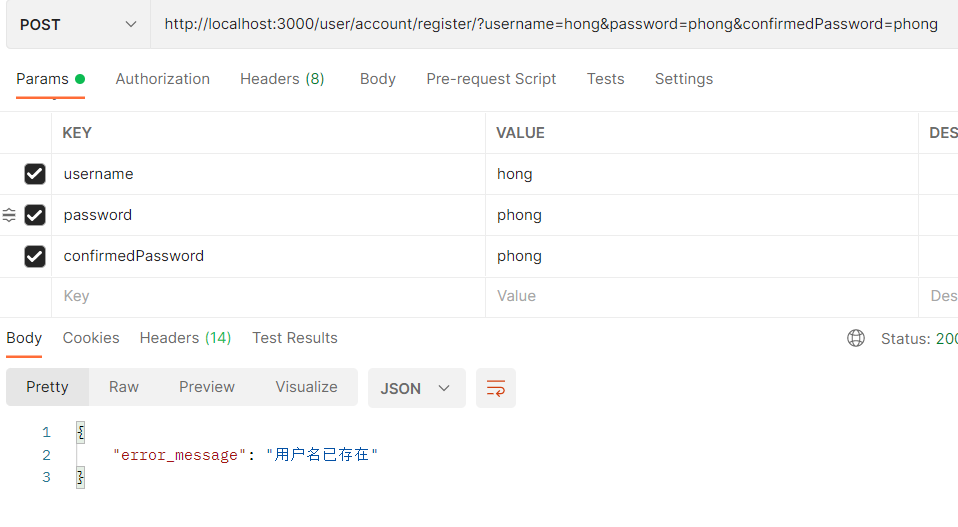 POST http://localhost:3000/user/account/register/?username=hong&password=phong&confirmedPassword=phong
Params Authorization Headers (8) Body Pre-request Script Tests Settings
KEY VALUE DES
username hong
password phong
confirmedPassword phong
Key Value Des
Body Cookies Headers (14) Test Results Status: 200
Pretty Raw Preview Visualize JSON
1 {
2 "error_message": "用户名已存在"
3 }